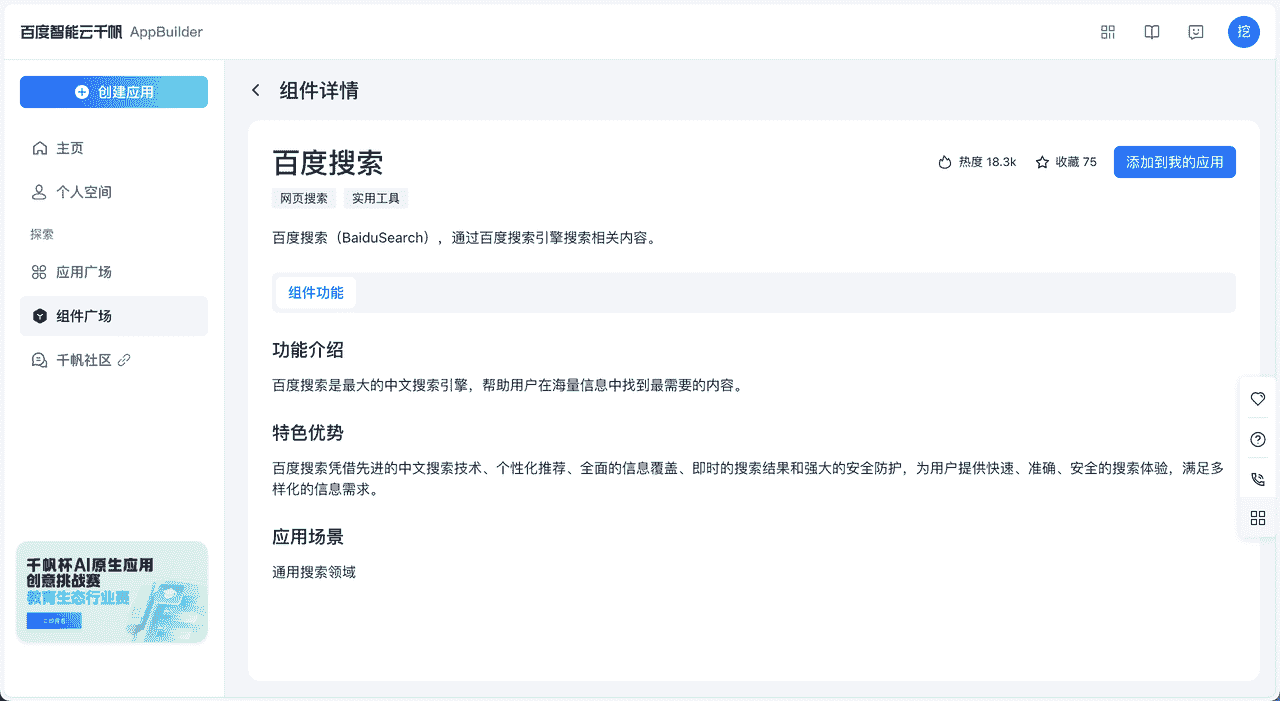 百度智能云千帆 AppBuilder
挖
创建应用
主页
个人空间
探索
应用广场
组件广场
千帆社区
千帆杯AI原生应用
创意挑战赛
教育生态行业赛
组件详情
百度搜索
热度 18.3k
收藏 75
添加到我的应用
网页搜索
实用工具
百度搜索（BaiduSearch），通过百度搜索引擎搜索相关内容。
组件功能
功能介绍
百度搜索是最大的中文搜索引擎，帮助用户在海量信息中找到最需要的内容。
特色优势
百度搜索凭借先进的中文搜索技术、个性化推荐、全面的信息覆盖、即时的搜索结果和强大的安全防护，为用户提供快速、准确、安全的搜索体验，满足多
样化的信息需求。
应用场景
通用搜索领域